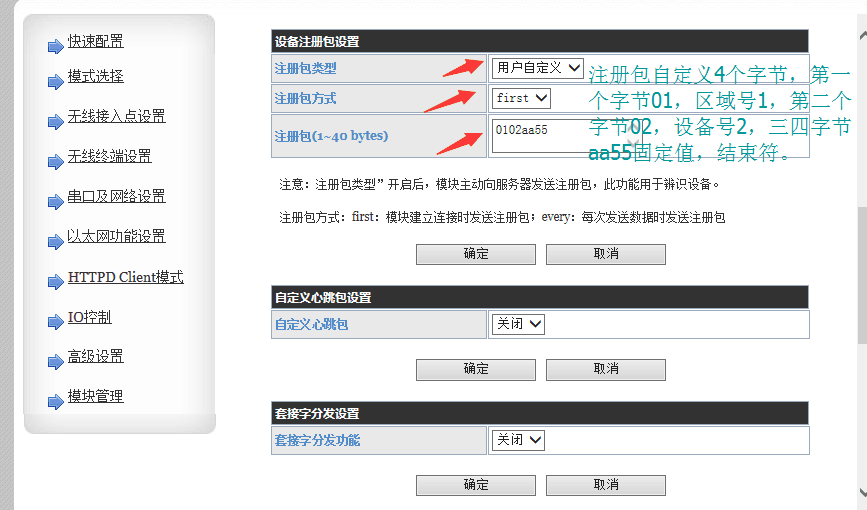 快速配置
模式选择
无线接入点设置
无线终端设置
串口及网络设置
以太网功能设置
HTTPD Client模式
IO控制
高级设置
模块管理
设备注册包设置
注册包类型
用户自定义
注册包方式
first
注册包(1~40 bytes)
0102aa55
注册包自定义4个字节，第一
个字节01，区域号1，第二个
字节02，设备号2，三四字节
aa55固定值，结束符。
注意：注册包类型”开启后，模块主动向服务器发送注册包，此功能用于辨识设备。
注册包方式：first：模块建立连接时发送注册包；every：每次发送数据时发送注册包
确定 取消
自定义心跳包设置
自定义心跳包
关闭
确定 取消
套接字分发设置
套接字分发功能
关闭
确定 取消